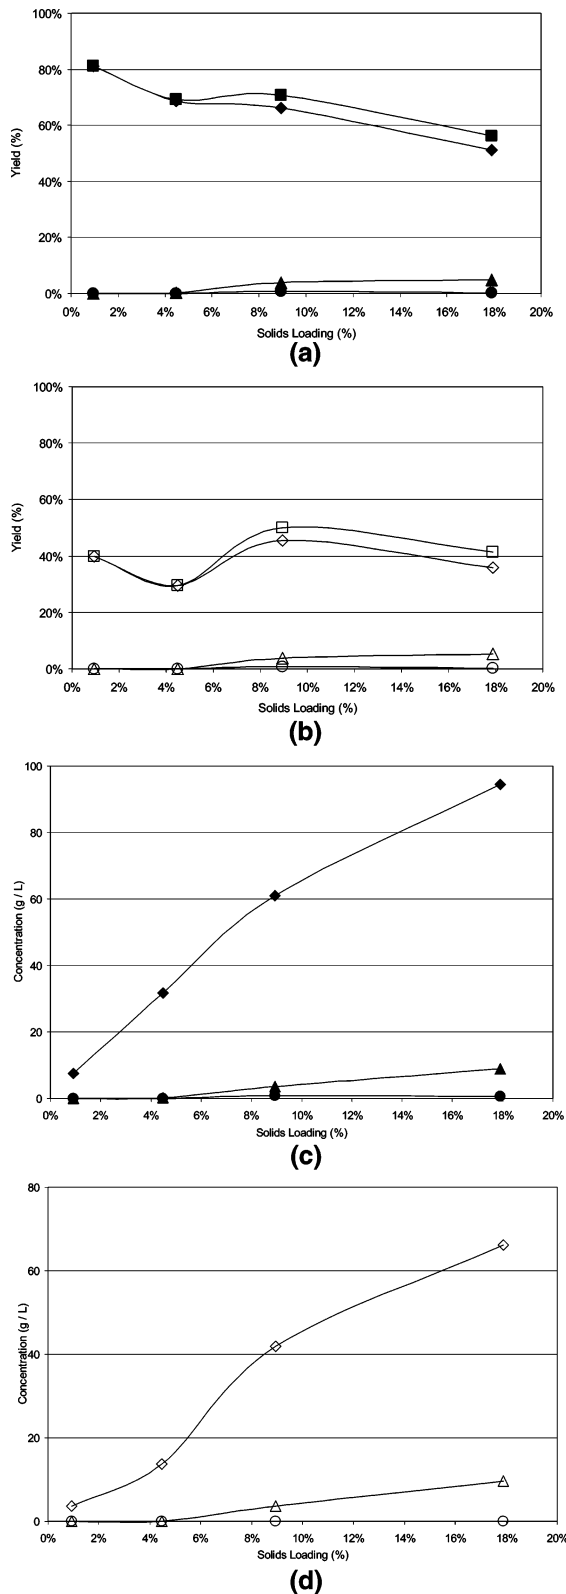 100%
80%
60%
40%
20%
0%
Yield (%)
0% 2% 4% 6% 8% 10% 12% 14% 16% 18% 20%
Solids Loading (%)
(a)
100%
80%
60%
40%
20%
0%
Yield (%)
0% 2% 4% 6% 8% 10% 12% 14% 16% 18% 20%
Solids Loading (%)
(b)
100
80
60
40
20
0
Concentration (g / L)
0% 2% 4% 6% 8% 10% 12% 14% 16% 18% 20%
Solids Loading (%)
(c)
80
60
40
20
0
Concentration (g / L)
0% 2% 4% 6% 8% 10% 12% 14% 16% 18% 20%
Solids Loading (%)
(d)